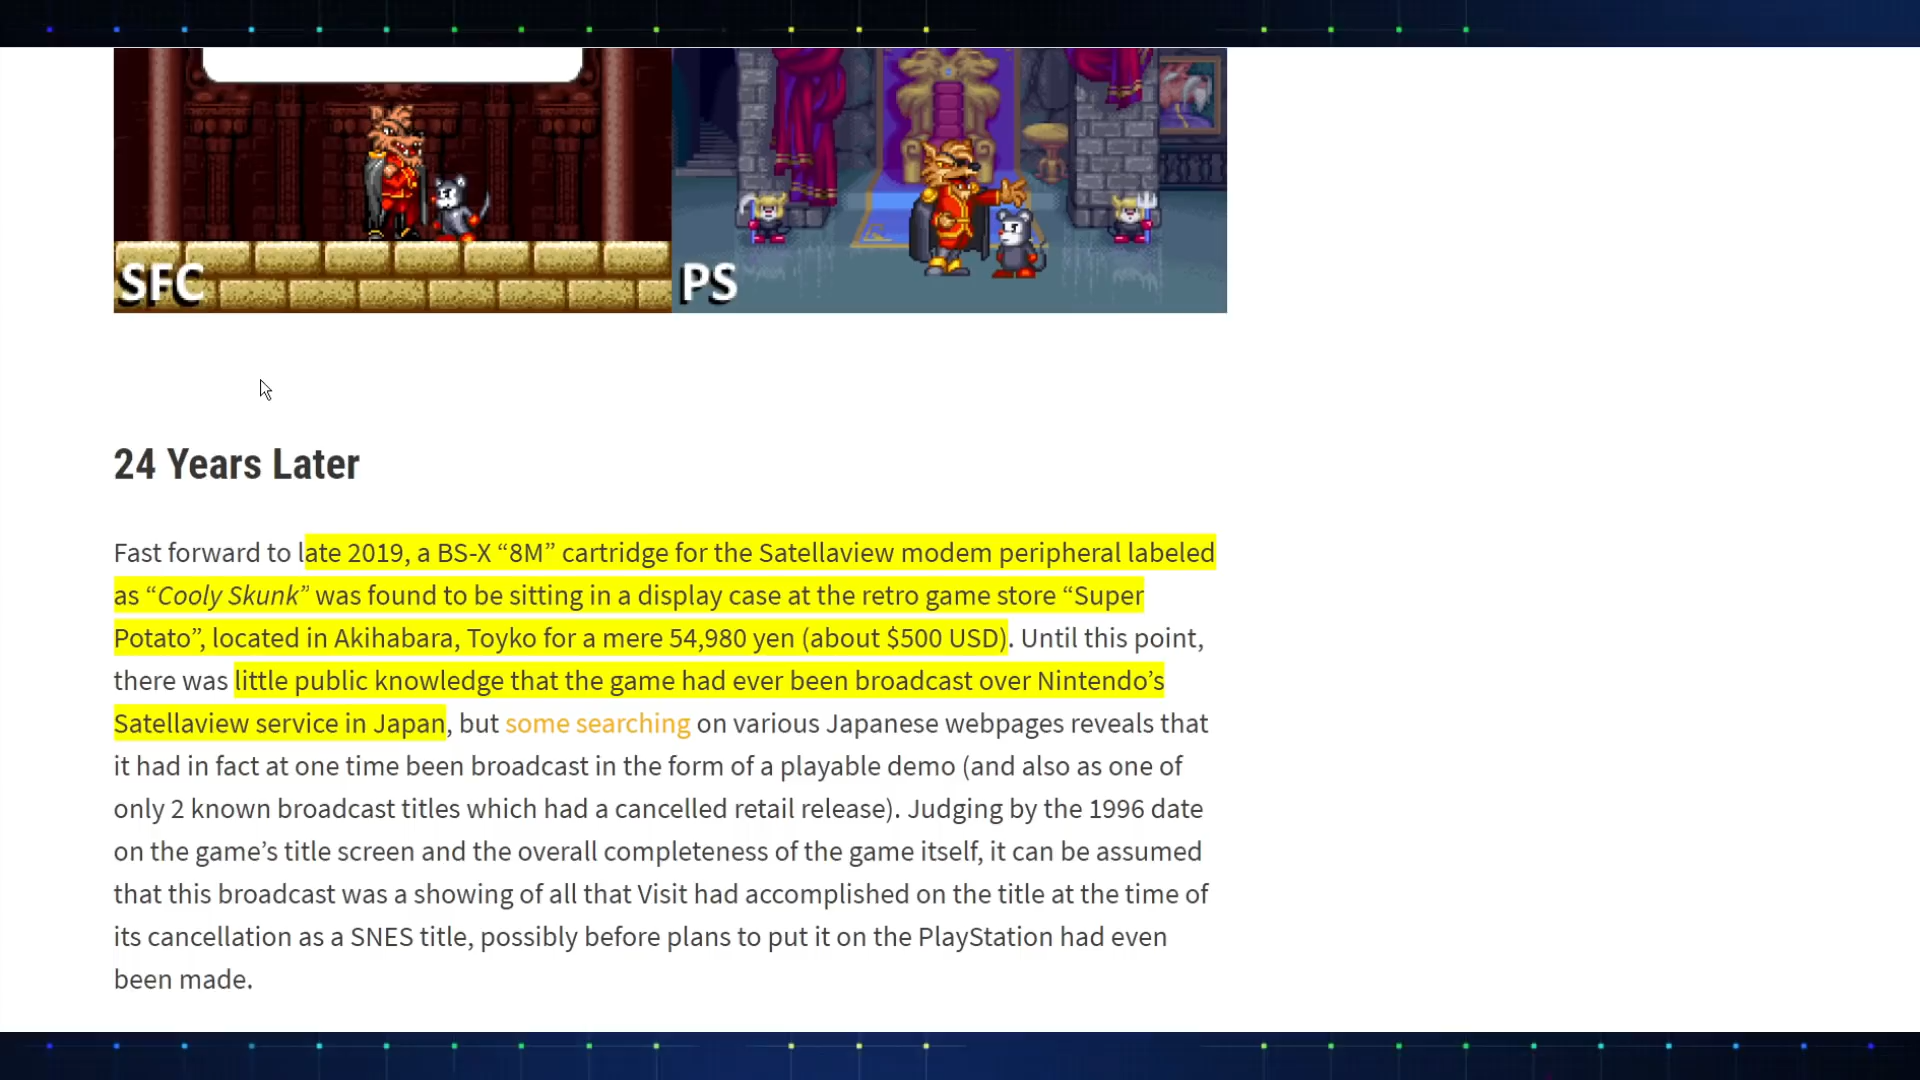 SFC
PS
24 Years Later
Fast forward to late 2019, a BS-X “8M” cartridge for the Satellaview modem peripheral labeled
as “Cooly Skunk” was found to be sitting in a display case at the retro game store “Super
Potato”, located in Akihabara, Toyko for a mere 54,980 yen (about $500 USD). Until this point,
there was little public knowledge that the game had ever been broadcast over Nintendo’s
Satellaview service in Japan, but some searching on various Japanese webpages reveals that
it had in fact at one time been broadcast in the form of a playable demo (and also as one of
only 2 known broadcast titles which had a cancelled retail release). Judging by the 1996 date
on the game’s title screen and the overall completeness of the game itself, it can be assumed
that this broadcast was a showing of all that Visit had accomplished on the title at the time of
its cancellation as a SNES title, possibly before plans to put it on the PlayStation had even
been made.